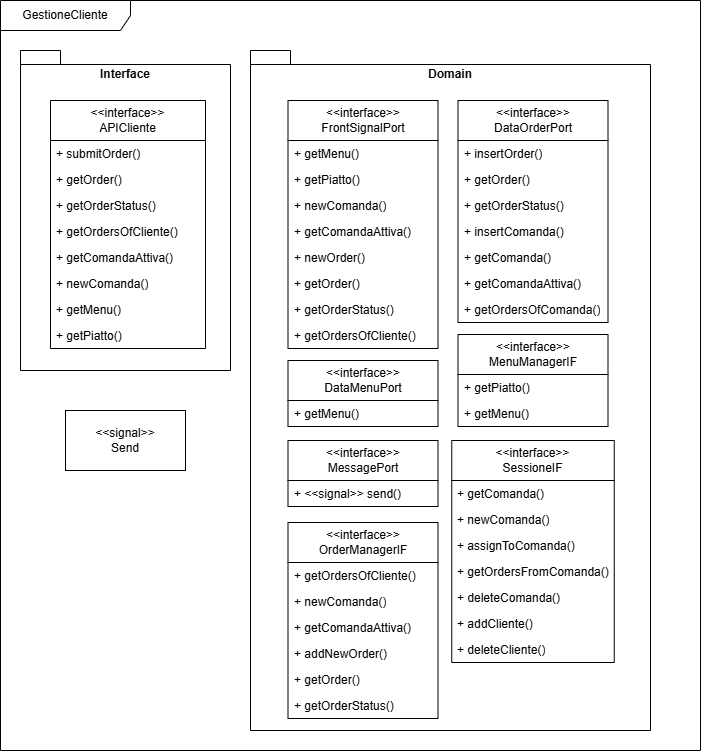 GestioneCliente
Interface
<<interface>>
APICliente
+ submitOrder()
+ getOrder()
+ getOrderStatus()
+ getOrdersOfCliente()
+ getComandaAttiva()
+ newComanda()
+ getMenu()
+ getPiatto()
<<signal>>
Send
Domain
<<interface>>
FrontSignalPort
+ getMenu()
+ getPiatto()
+ newComanda()
+ getComandaAttiva()
+ newOrder()
+ getOrder()
+ getOrderStatus()
+ getOrdersOfCliente()
<<interface>>
DataOrderPort
+ insertOrder()
+ getOrder()
+ getOrderStatus()
+ insertComanda()
+ getComanda()
+ getComandaAttiva()
+ getOrdersOfComanda()
<<interface>>
DataMenuPort
+ getMenu()
<<interface>>
MenuManagerIF
+ getPiatto()
+ getMenu()
<<interface>>
MessagePort
+ <<signal>> send()
<<interface>>
SessioneIF
+ getComanda()
+ newComanda()
+ assignToComanda()
+ getOrdersFromComanda()
+ deleteComanda()
+ addCliente()
+ deleteCliente()
<<interface>>
OrderManagerIF
+ getOrdersOfCliente()
+ newComanda()
+ getComandaAttiva()
+ addNewOrder()
+ getOrder()
+ getOrderStatus()